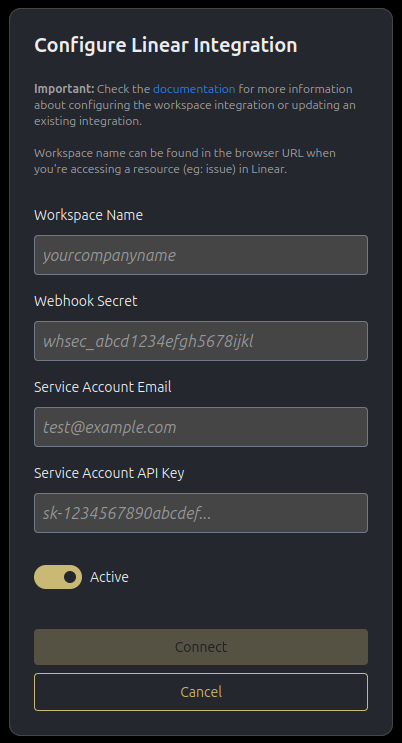 Configure Linear Integration
Important: Check the documentation for more information
about configuring the workspace integration or updating an
existing integration.
Workspace name can be found in the browser URL when
you're accessing a resource (eg: issue) in Linear.
Workspace Name
yourcompanyname
Webhook Secret
whsec_abcd1234efgh5678ijkl
Service Account Email
test@example.com
Service Account API Key
sk-1234567890abcdef...
Active
Connect
Cancel